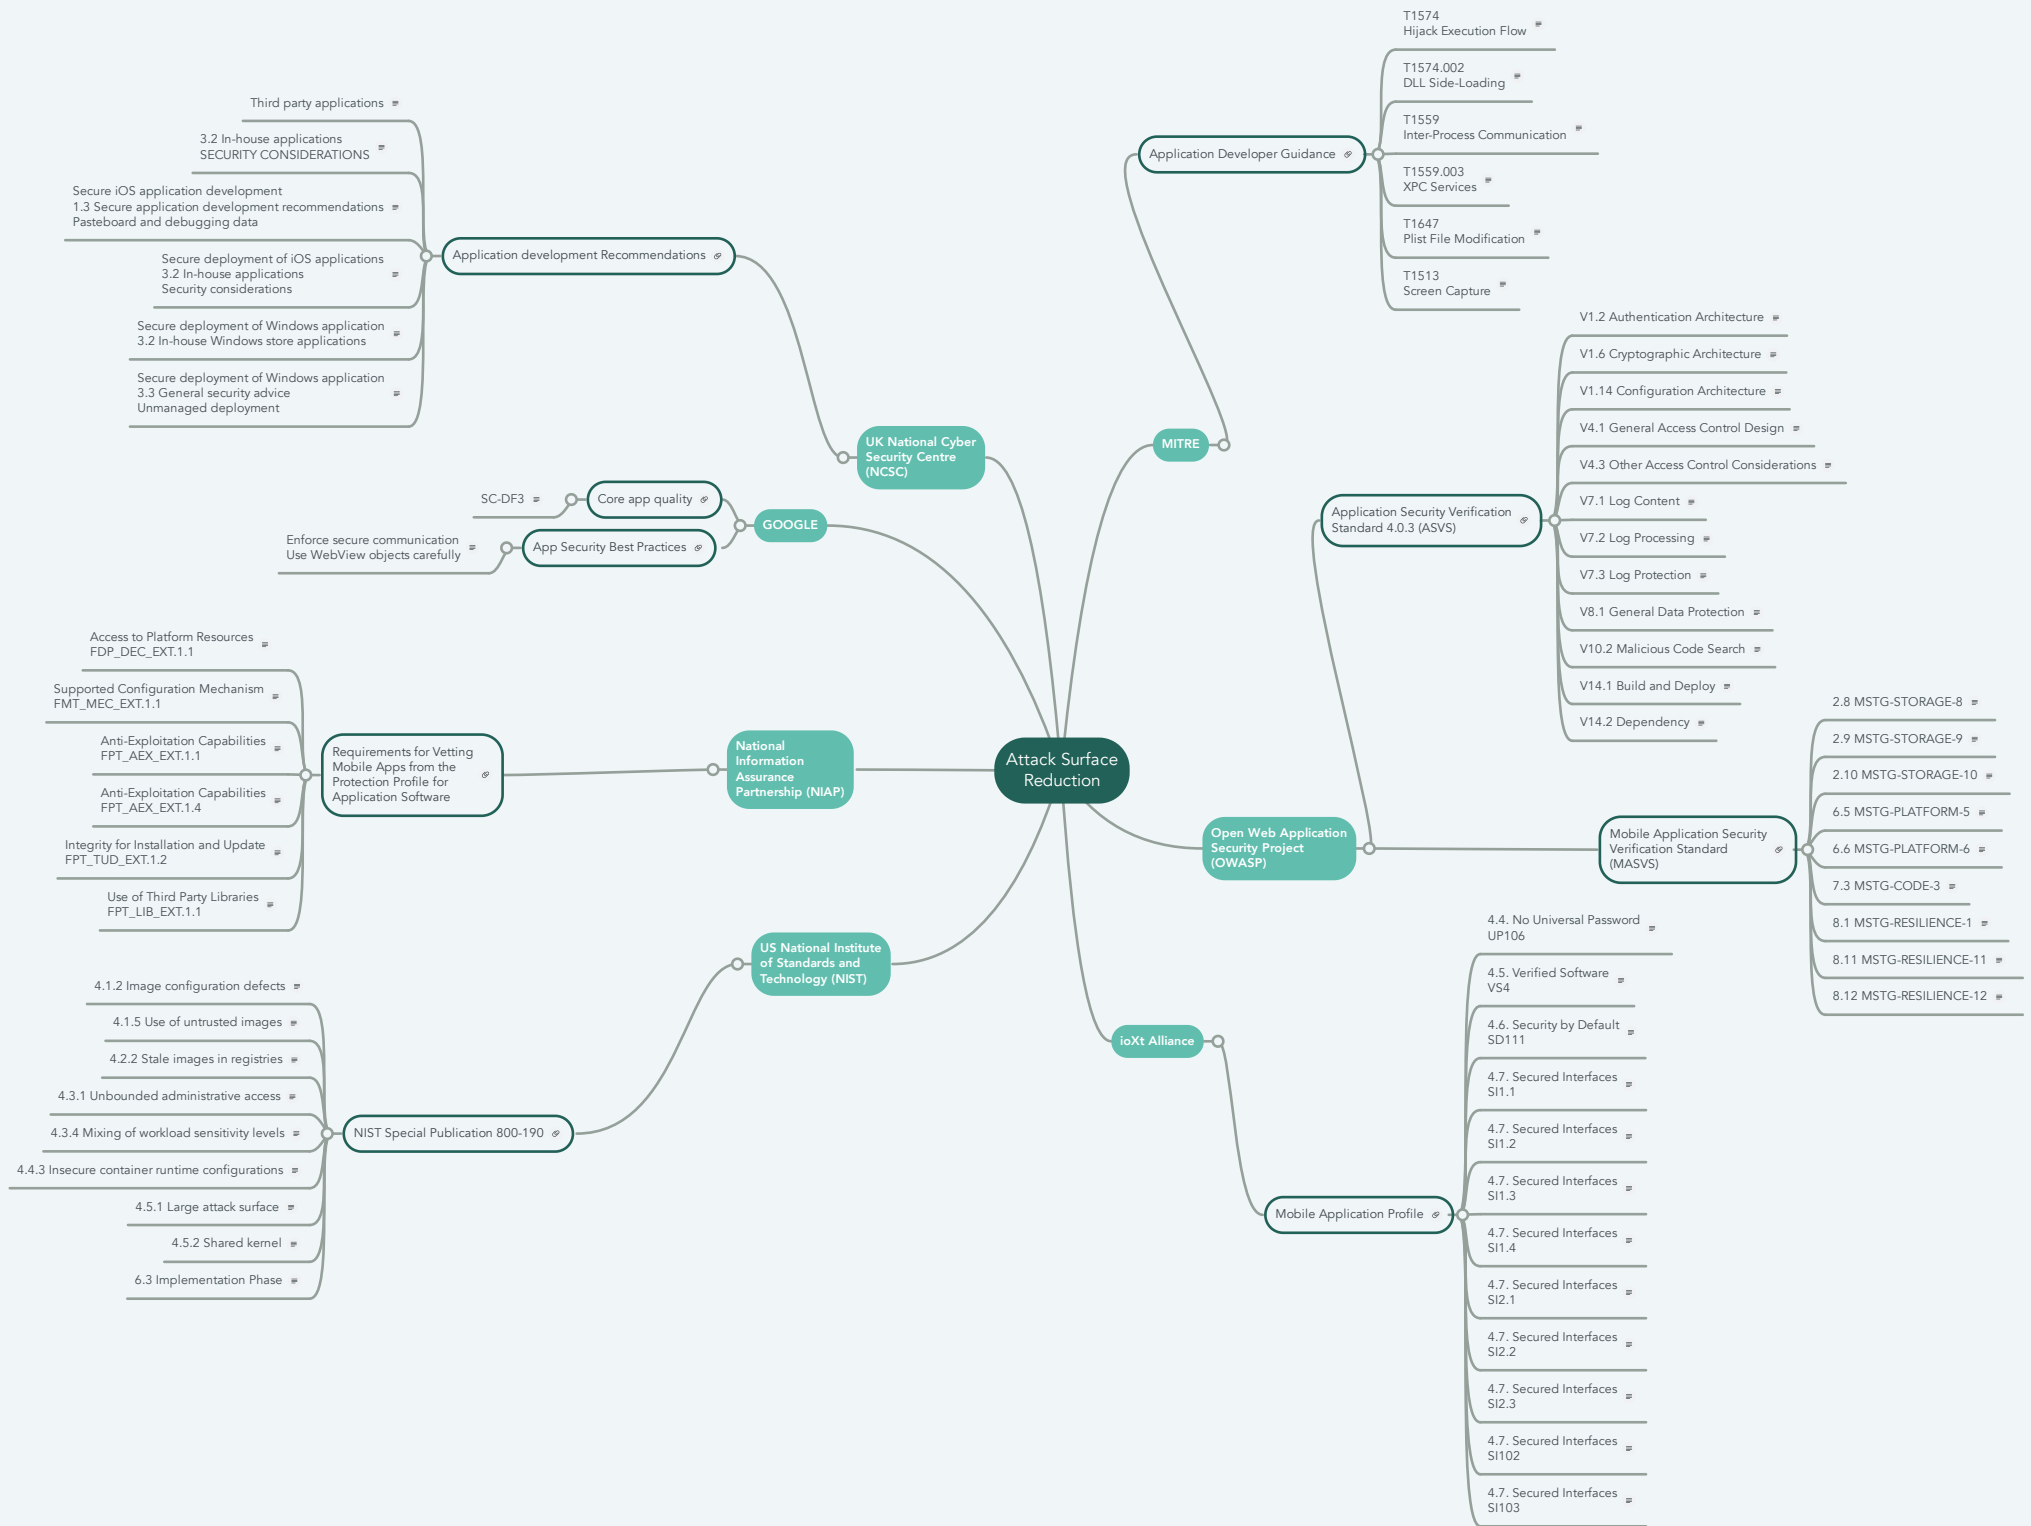 Attack Surface
Reduction
UK National Cyber
Security Centre
(NCSC)
Application development Recommendations
Third party applications
3.2 In-house applications
SECURITY CONSIDERATIONS
Secure iOS application development
1.3 Secure application development recommendations
Pasteboard and debugging data
Secure deployment of iOS applications
3.2 In-house applications
Security considerations
Secure deployment of Windows application
3.2 In-house Windows store applications
Secure deployment of Windows application
3.3 General security advice
Unmanaged deployment
GOOGLE
Core app quality
SC-DF3
App Security Best Practices
Enforce secure communication
Use WebView objects carefully
National
Information
Assurance
Partnership (NIAP)
Requirements for Vetting
Mobile Apps from the
Protection Profile for
Application Software
Access to Platform Resources
FDP_DEC_EXT.1.1
Supported Configuration Mechanism
FMT_MEC_EXT.1.1
Anti-Exploitation Capabilities
FPT_AEX_EXT.1.1
Anti-Exploitation Capabilities
FPT_AEX_EXT.1.4
Integrity for Installation and Update
FPT_TUD_EXT.1.2
Use of Third Party Libraries
FPT_LIB_EXT.1.1
US National Institute
of Standards and
Technology (NIST)
NIST Special Publication 800-190
4.1.2 Image configuration defects
4.1.5 Use of untrusted images
4.2.2 Stale images in registries
4.3.1 Unbounded administrative access
4.3.4 Mixing of workload sensitivity levels
4.4.3 Insecure container runtime configurations
4.5.1 Large attack surface
4.5.2 Shared kernel
6.3 Implementation Phase
MITRE
Application Developer Guidance
T1574
Hijack Execution Flow
T1574.002
DLL Side-Loading
T1559
Inter-Process Communication
T1559.003
XPC Services
T1647
Plist File Modification
T1513
Screen Capture
Open Web Application
Security Project
(OWASP)
Application Security Verification
Standard 4.0.3 (ASVS)
V1.2 Authentication Architecture
V1.6 Cryptographic Architecture
V1.14 Configuration Architecture
V4.1 General Access Control Design
V4.3 Other Access Control Considerations
V7.1 Log Content
V7.2 Log Processing
V7.3 Log Protection
V8.1 General Data Protection
V10.2 Malicious Code Search
V14.1 Build and Deploy
V14.2 Dependency
Mobile Application Security
Verification Standard
(MASVS)
2.8 MSTG-STORAGE-8
2.9 MSTG-STORAGE-9
2.10 MSTG-STORAGE-10
6.5 MSTG-PLATFORM-5
6.6 MSTG-PLATFORM-6
7.3 MSTG-CODE-3
8.1 MSTG-RESILIENCE-1
8.11 MSTG-RESILIENCE-11
8.12 MSTG-RESILIENCE-12
ioXt Alliance
Mobile Application Profile
4.4. No Universal Password
UP106
4.5. Verified Software
VS4
4.6. Security by Default
SD111
4.7. Secured Interfaces
SI1.1
4.7. Secured Interfaces
SI1.2
4.7. Secured Interfaces
SI1.3
4.7. Secured Interfaces
SI1.4
4.7. Secured Interfaces
SI2.1
4.7. Secured Interfaces
SI2.2
4.7. Secured Interfaces
SI2.3
4.7. Secured Interfaces
SI102
4.7. Secured Interfaces
SI103